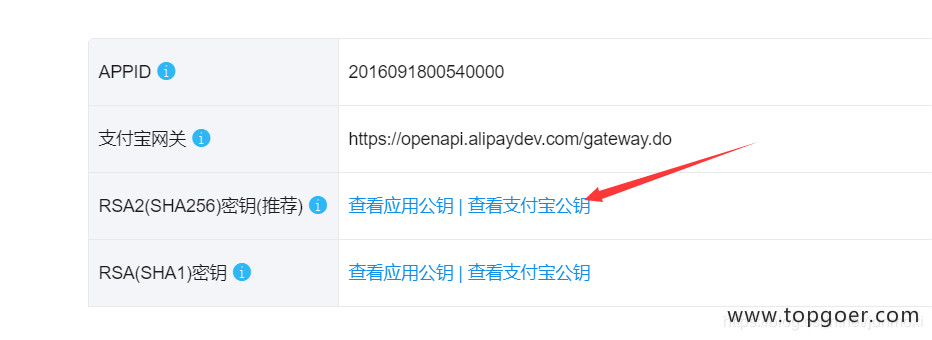 APPID 2016091800540000
支付宝网关 https://openapi.alipaydev.com/gateway.do
RSA2(SHA256)密钥(推荐) 查看应用公钥 | 查看支付宝公钥
RSA(SHA1)密钥 查看应用公钥 | 查看支付宝公钥
www.topgoer.com